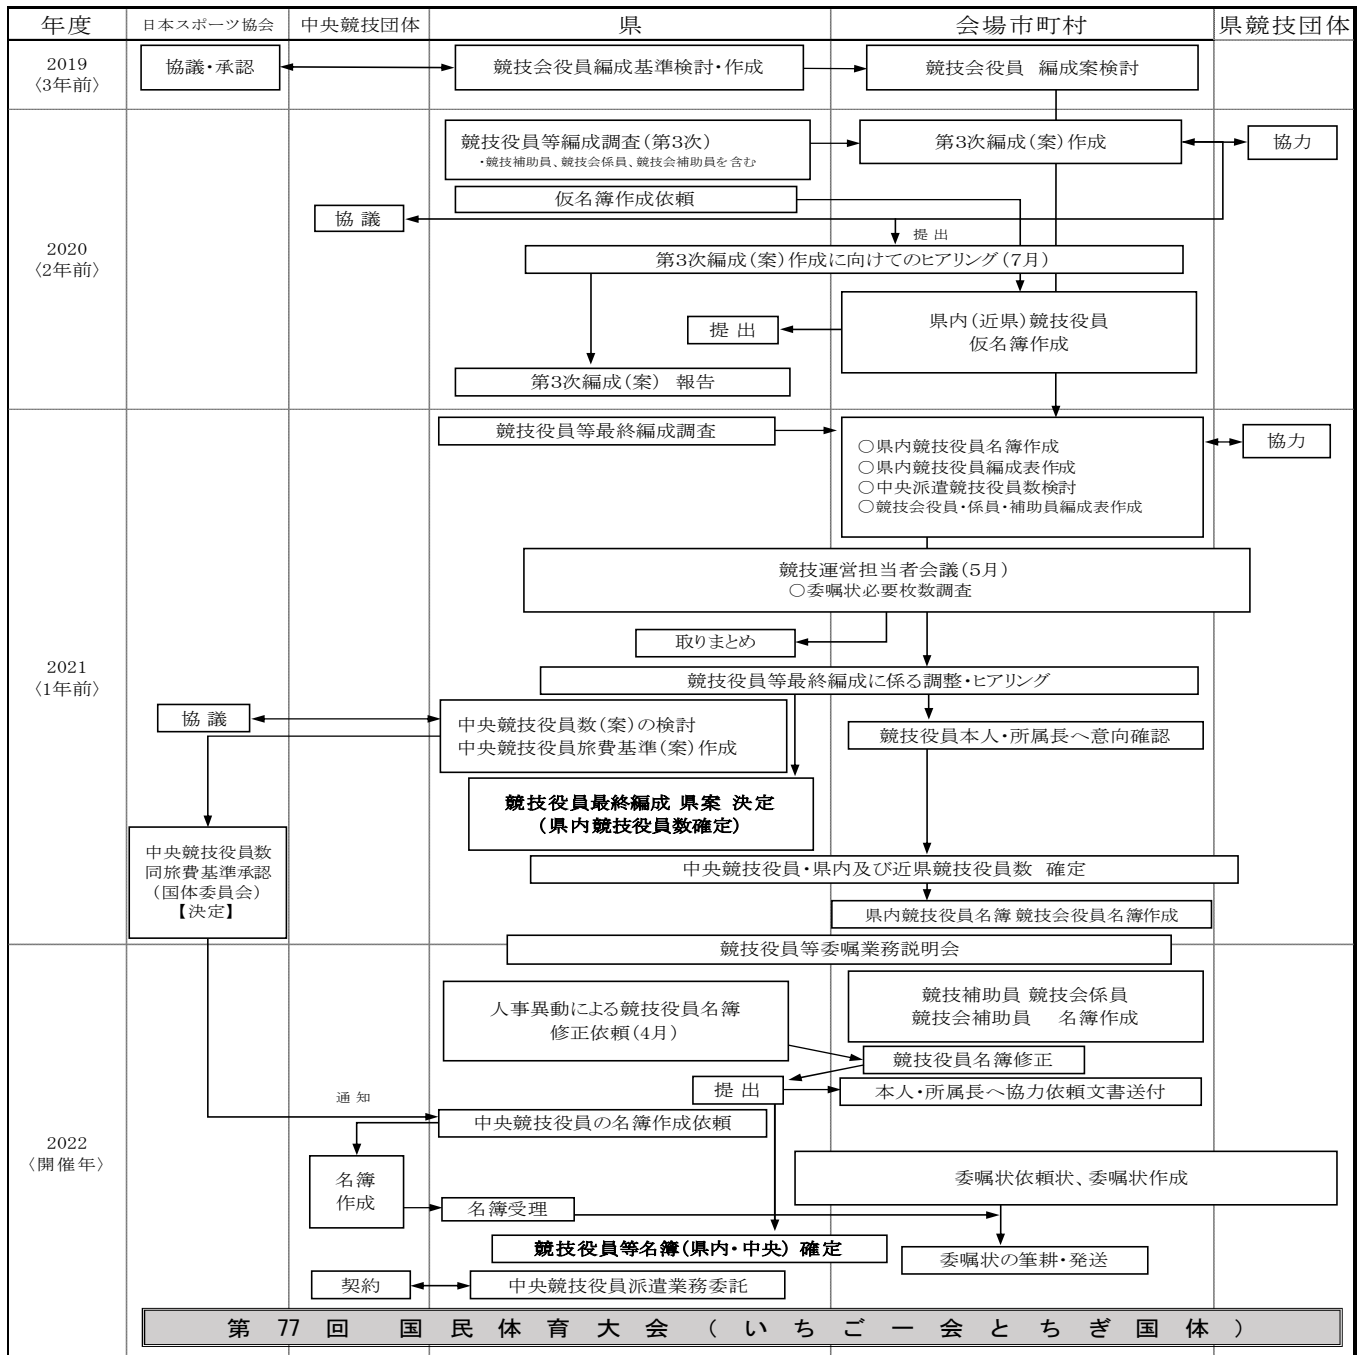 年度
日本スポーツ協会
中央競技団体
県
会場市町村
県競技団体
2019
〈3年前〉
協議・承認
競技会役員編成基準検討・作成
競技会役員 編成案検討
2020
〈2年前〉
競技役員等編成調査(第3次)
・競技補助員、競技会係員、競技会補助員を含む
第3次編成(案)作成
協力
仮名簿作成依頼
協 議
提 出
第3次編成(案)作成に向けてのヒアリング(7月)
県内(近県)競技役員
仮名簿作成
提 出
第3次編成(案) 報告
2021
〈1年前〉
競技役員等最終編成調査
○県内競技役員名簿作成
○県内競技役員編成表作成
○中央派遣競技役員数検討
○競技会役員・係員・補助員編成表作成
協力
競技運営担当者会議(5月)
○委嘱状必要枚数調査
取りまとめ
競技役員等最終編成に係る調整・ヒアリング
協 議
中央競技役員数(案)の検討
中央競技役員旅費基準(案)作成
競技役員本人・所属長へ意向確認
競技役員最終編成 県案 決定
(県内競技役員数確定)
中央競技役員数
同旅費基準承認
(国体委員会)
【決定】
中央競技役員・県内及び近県競技役員数 確定
県内競技役員名簿 競技会役員名簿作成
競技役員等委嘱業務説明会
2022
〈開催年〉
人事異動による競技役員名簿
修正依頼(4月)
競技補助員 競技会係員
競技会補助員 名簿作成
競技役員名簿修正
提 出
本人・所属長へ協力依頼文書送付
通 知
中央競技役員の名簿作成依頼
名簿
作成
名簿受理
委嘱状依頼状、委嘱状作成
競技役員等名簿(県内・中央) 確定
委嘱状の筆耕・発送
契約
中央競技役員派遣業務委託
第 77 回 国 民 体 育 大 会 ( い ち ご 一 会 と ち ぎ 国 体 )